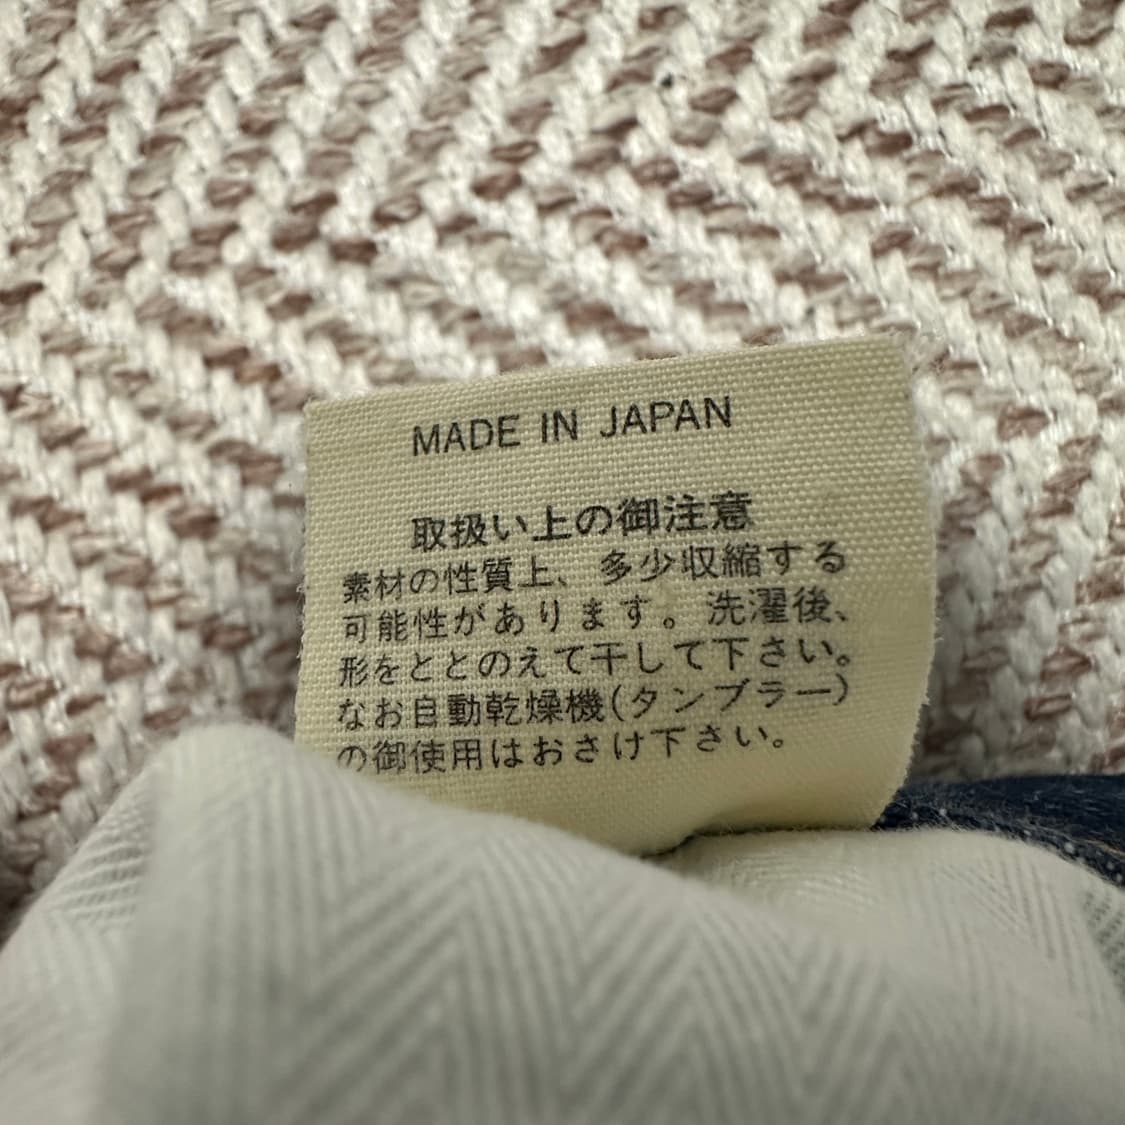 MADE IN JAPAN
取扱い上の御注意
素材の性質上、多少収縮する
可能性があります。洗濯後、
形をととのえて干して下さい。
なお自動乾燥機(タンブラー)
の御使用はおさけ下さい。